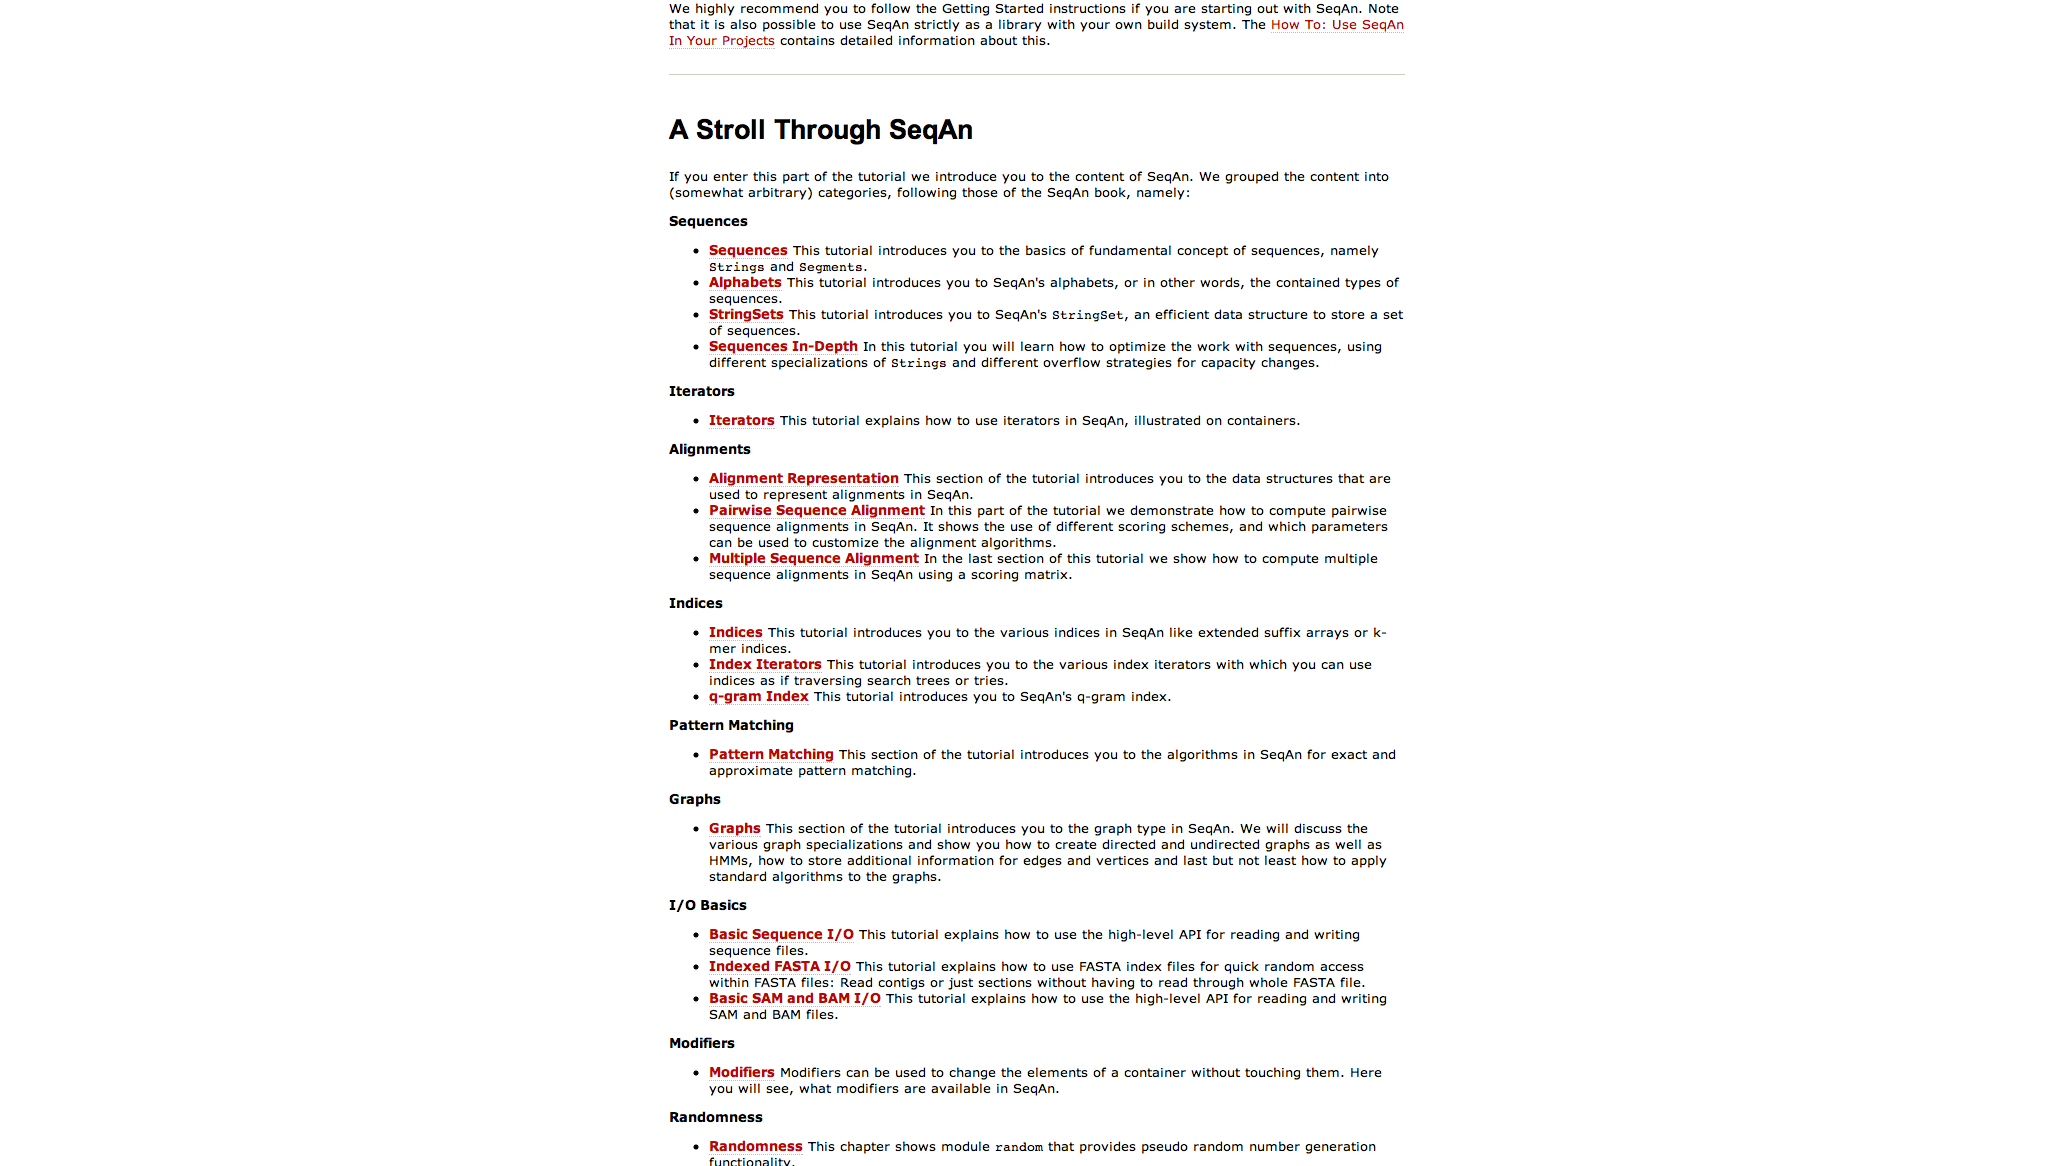 We highly recommend you to follow the Getting Started instructions if you are starting out with SeqAn. Note
that it is also possible to use SeqAn strictly as a library with your own build system. The How To: Use SeqAn
In Your Projects contains detailed information about this.
A Stroll Through SeqAn
If you enter this part of the tutorial we introduce you to the content of SeqAn. We grouped the content into
(somewhat arbitrary) categories, following those of the SeqAn book, namely:
Sequences
• Sequences This tutorial introduces you to the basics of fundamental concept of sequences, namely
Strings and Segments.
• Alphabets This tutorial introduces you to SeqAn's alphabets, or in other words, the contained types of
sequences.
• StringSets This tutorial introduces you to SeqAn's StringSet, an efficient data structure to store a set
of sequences.
• Sequences In-Depth In this tutorial you will learn how to optimize the work with sequences, using
different specializations of Strings and different overflow strategies for capacity changes.
Iterators
• Iterators This tutorial explains how to use iterators in SeqAn, illustrated on containers.
Alignments
• Alignment Representation This section of the tutorial introduces you to the data structures that are
used to represent alignments in SeqAn.
• Pairwise Sequence Alignment In this part of the tutorial we demonstrate how to compute pairwise
sequence alignments in SeqAn. It shows the use of different scoring schemes, and which parameters
can be used to customize the alignment algorithms.
• Multiple Sequence Alignment In the last section of this tutorial we show how to compute multiple
sequence alignments in SeqAn using a scoring matrix.
Indices
• Indices This tutorial introduces you to the various indices in SeqAn like extended suffix arrays or k-
mer indices.
• Index Iterators This tutorial introduces you to the various index iterators with which you can use
indices as if traversing search trees or tries.
• q-gram Index This tutorial introduces you to SeqAn's q-gram index.
Pattern Matching
• Pattern Matching This section of the tutorial introduces you to the algorithms in SeqAn for exact and
approximate pattern matching.
Graphs
• Graphs This section of the tutorial introduces you to the graph type in SeqAn. We will discuss the
various graph specializations and show you how to create directed and undirected graphs as well as
HMMs, how to store additional information for edges and vertices and last but not least how to apply
standard algorithms to the graphs.
I/O Basics
• Basic Sequence I/O This tutorial explains how to use the high-level API for reading and writing
sequence files.
• Indexed FASTA I/O This tutorial explains how to use FASTA index files for quick random access
within FASTA files: Read contigs or just sections without having to read through whole FASTA file.
• Basic SAM and BAM I/O This tutorial explains how to use the high-level API for reading and writing
SAM and BAM files.
Modifiers
• Modifiers Modifiers can be used to change the elements of a container without touching them. Here
you will see, what modifiers are available in SeqAn.
Randomness
• Randomness This chapter shows module random that provides pseudo random number generation
functionality.